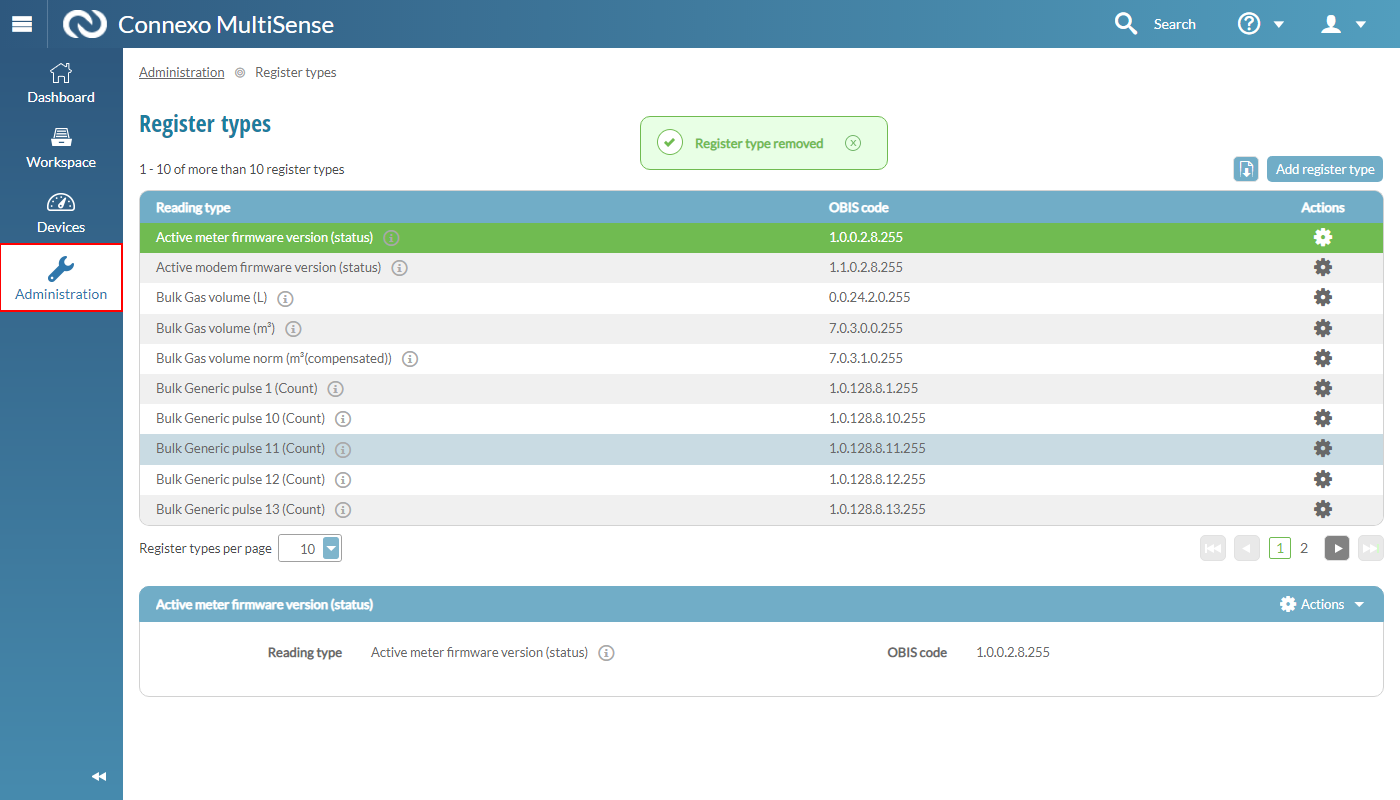 Connexo MultiSense
Search
Dashboard
Workspace
Devices
Administration
Administration Register types
Register types
Register type removed
1 - 10 of more than 10 register types
Add register type
Reading type OBIS code Actions
Active meter firmware version (status) 1.0.0.2.8.255
Active modem firmware version (status) 1.1.0.2.8.255
Bulk Gas volume (L) 0.0.24.2.0.255
Bulk Gas volume (m³) 7.0.3.0.0.255
Bulk Gas volume norm (m³(compensated)) 7.0.3.1.0.255
Bulk Generic pulse 1 (Count) 1.0.128.8.1.255
Bulk Generic pulse 10 (Count) 1.0.128.8.10.255
Bulk Generic pulse 11 (Count) 1.0.128.8.11.255
Bulk Generic pulse 12 (Count) 1.0.128.8.12.255
Bulk Generic pulse 13 (Count) 1.0.128.8.13.255
Register types per page 10 1 2
Active meter firmware version (status) Actions
Reading type Active meter firmware version (status) OBIS code 1.0.0.2.8.255